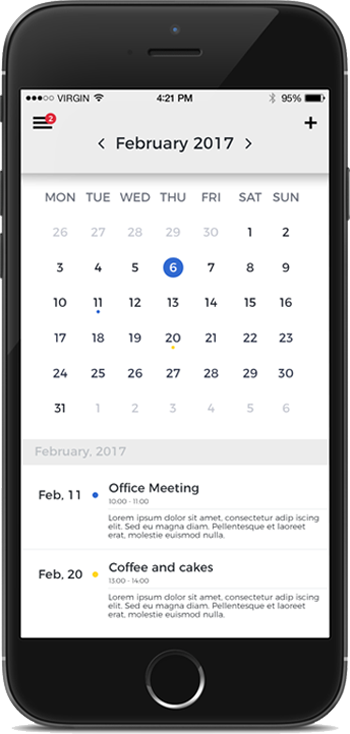 VIRGIN 4:21 PM 95%
2
February 2017
MON TUE WED THU FRI SAT SUN
26 27 28 29 30 1 2
3 4 5 6 7 8 9
10 11 12 13 14 15 16
17 18 19 20 21 22 23
24 25 26 27 28 29 30
31 1 2 3 4 5 6
February, 2017
Feb, 11 Office Meeting
10:00 - 11:00
Lorem ipsum dolor sit amet, consectetur adip iscing
elit. Sed eu magna diam. Pellentesque et loakreet
erat, molestie euismod nulla.
Feb, 20 Coffee and cakes
13:00 - 14:00
Lorem ipsum dolor sit amet, consectetur adip iscing
elit. Sed eu magna diam. Pellentesque et loakreet
erat, molestie euismod nulla.